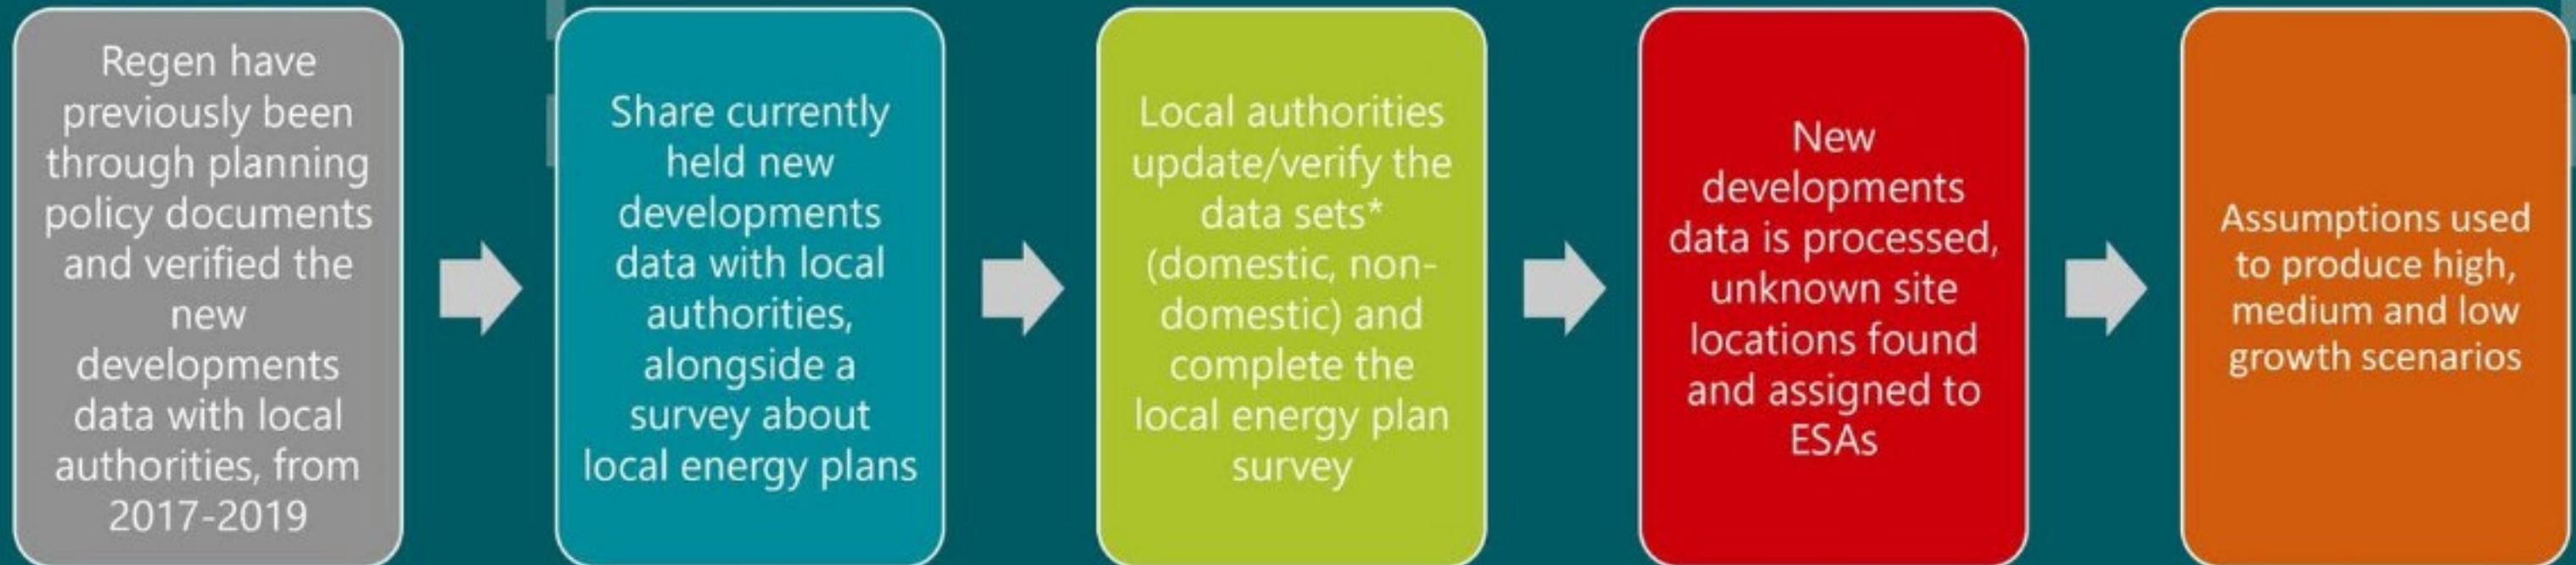 Regen have
previously been
through planning
policy documents
and verified the
new
developments
data with local
authorities, from
2017-2019
Share currently
held new
developments
data with local
authorities,
alongside a
survey about
local energy plans
Local authorities
update/verify the
data sets*
(domestic, non-
domestic) and
complete the
local energy plan
survey
New
developments
data is processed,
unknown site
locations found
and assigned to
ESAs
Assumptions used
to produce high,
medium and low
growth scenarios